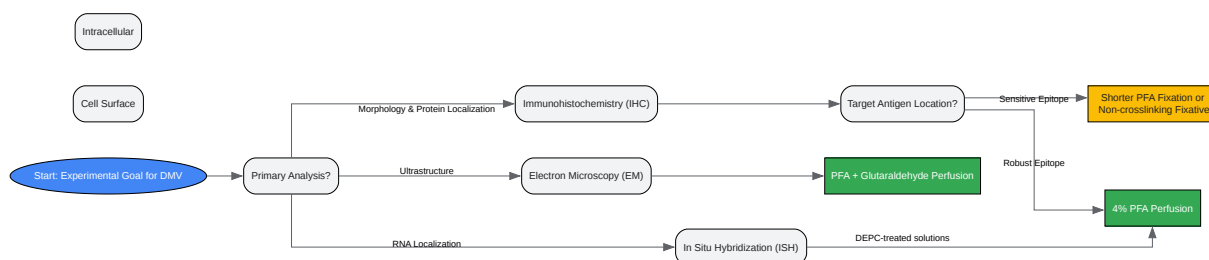 Intracellular
Cell Surface
Morphology & Protein Localization
Immunohistochemistry (IHC)
Target Antigen Location?
Sensitive Epitope
Shorter PFA Fixation or
Non-crosslinking Fixative
Start: Experimental Goal for DMV
Primary Analysis?
Ultrastructure
Electron Microscopy (EM)
PFA + Glutaraldehyde Perfusion
Robust Epitope
4% PFA Perfusion
RNA Localization
In Situ Hybridization (ISH)
DEPC-treated solutions